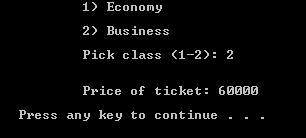 1) Economy
2) Business
Pick class (1-2): 2
Price of ticket: 60000
Press any key to continue . . .